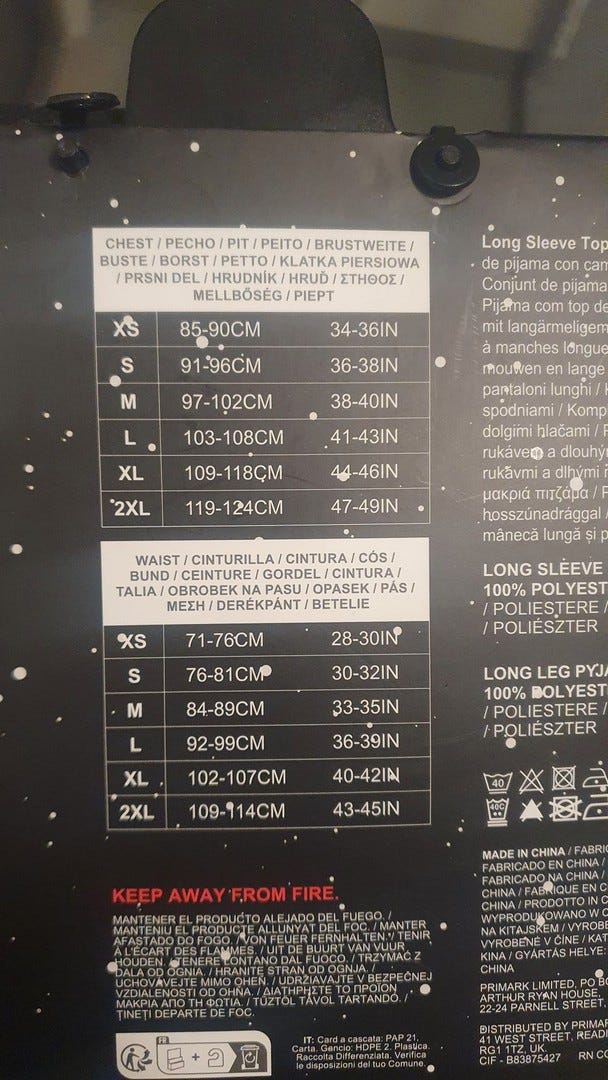 CHEST / PECHO / PIT / PEITO / BRUSTWEITE /
BUSTE / BORST / PETTO / KLATKA PIERSIOWA
/ PRSNI DEL / HRUDNÍK / HRUĎ / ΣΤΗΘΟΣ /
MELLBŐSÉG / PIEPT
XS 85-90CM 34-36IN
S 91-96CM 36-38IN
M 97-102CM 38-40IN
L 103-108CM 41-43IN
XL 109-118CM 44-46IN
2XL 119-124CM 47-49IN
WAIST / CINTURILLA / CINTURA / CÓS /
BUND / CEINTURE / GORDEL / CINTURA /
TALIA / OBROBEK NA PASU / OPASEK / PÁS /
ΜΕΣΗ / DERÉKPÁNT / BETELIE
XS 71-76CM 28-30IN
S 76-81CM 30-32IN
M 84-89CM 33-35IN
L 92-99CM 36-39IN
XL 102-107CM 40-42IN
2XL 109-114CM 43-45IN
KEEP AWAY FROM FIRE.
MANTENER EL PRODUCTO ALEJADO DEL FUEGO. /
MANTENIU EL PRODUCTE ALLUNYAT DEL FOC. / MANTER
AFASTADO DO FOGO. / VON FEUER FERNHALTEN. / TENIR
À L'ÉCART DES FLAMMES. / UIT DE BUURT VAN VUUR
HOUDEN. / TENERE LONTANO DAL FUOCO. / TRZYMAĆ Z
DALA OD OGNIA. / HRANITE STRAN OD OGNJA. /
UCHOVÁVEJTE MIMO OHEŇ. / UDRŽIAVAJTE V BEZPEČNEJ
VZDIALENOSTI OD OHŇA. / ΔΙΑΤΗΡΗΣΤΕ ΤΟ ΠΡΟΪΟΝ
ΜΑΚΡΙΑ ΑΠΟ ΤΗ ΦΩΤΙΑ. / TŰZTŐL TÁVOL TARTANDO. /
ȚINEȚI DEPARTE DE FOC.
FR
IT: Card a cascata: PAP 21,
Carta. Gancio: HDPE 2. Plastica.
Raccolta Differenziata. Verifica
le disposizioni del tuo Comune.
Long Sleeve Top
de pijama con cam
Conjunt de pijama
Pijama com top de
mit langärmeligem
à manches longue
mouwen en lange
pantaloni lunghi /
spodniami / Komp
dolgimi hlačami /
rukávem a dlouhý
rukávmi a dlhými
μακριά πιτζάμα /
hosszúnadrággal /
mânecă lungă și p
LONG SLEEVE
100% POLYEST
/ POLIESTERE /
/ POLIÉSZTER
LONG LEG PYJ
100% POLYEST
/ POLIESTERE /
/ POLIÉSZTER
40
40C
MADE IN CHINA / FABRIC
FABRICADO EN CHINA /
FABRICADO NA CHINA /
CHINA / FABRIQUE EN C
CHINA / PRODOTTO IN C
WYPRODUKOWANO W C
NA KITAJSKEM / VYROBE
VYROBENÉ V ČÍNE / ΚΑΤ
ΚΙΝΑ / GYÁRTÁS HELYE:
CHINA
PRIMARK LIMITED, PO BO
ARTHUR RYAN HOUSE,
22-24 PARNELL STREET,
DISTRIBUTED BY PRIMAR
41 WEST STREET, READI
RG1 1TZ, UK
CIF - B83875427 RN CO